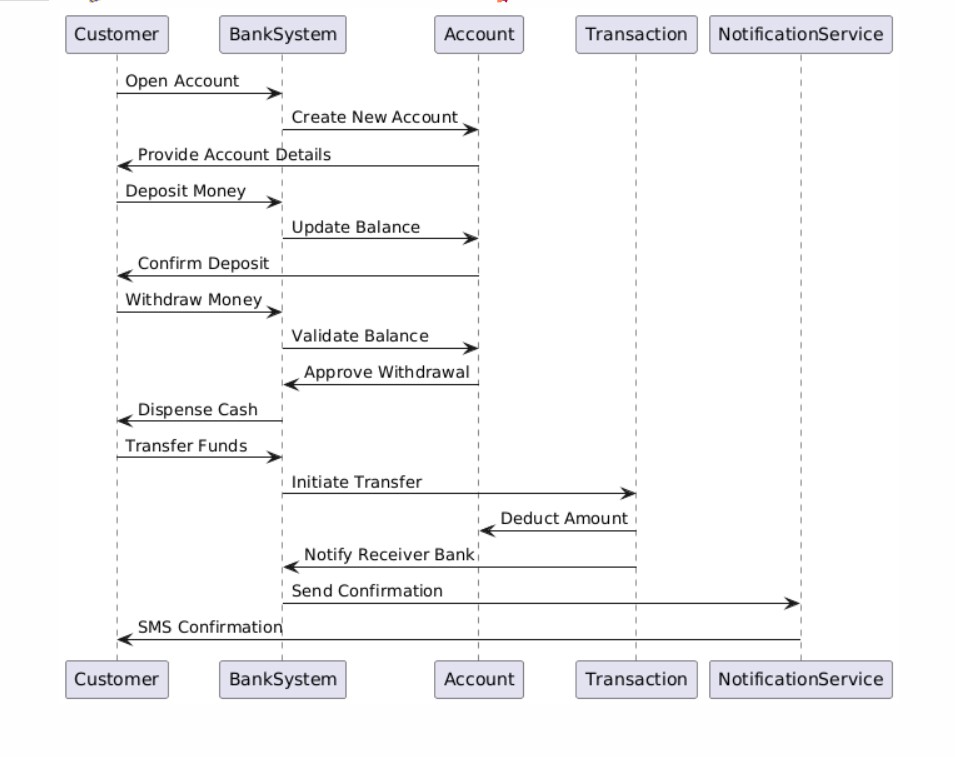 Customer BankSystem Account Transaction NotificationService
Open Account
Create New Account
Provide Account Details
Deposit Money
Update Balance
Confirm Deposit
Withdraw Money
Validate Balance
Approve Withdrawal
Dispense Cash
Transfer Funds
Initiate Transfer
Deduct Amount
Notify Receiver Bank
Send Confirmation
SMS Confirmation
Customer BankSystem Account Transaction NotificationService